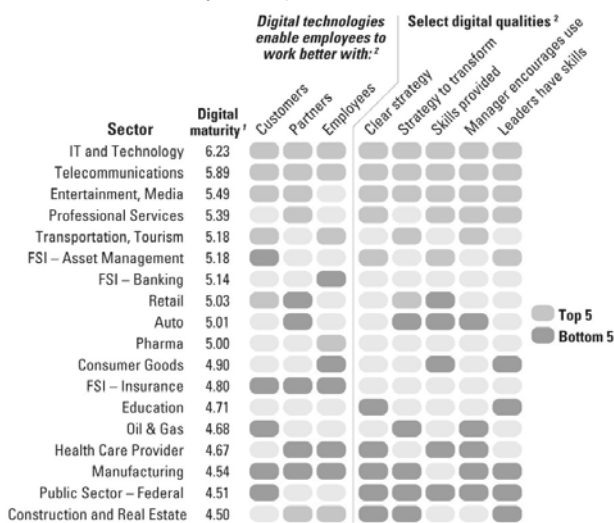 Digital technologies
enable employees to
work better with: 2
Select digital qualities 2
Sector
Digital
maturity 1
Customers
Partners
Employees
Clear strategy
Strategy to transform
Skills provided
Manager encourages use
Leaders have skills
IT and Technology 6.23
Telecommunications 5.89
Entertainment, Media 5.49
Professional Services 5.39
Transportation, Tourism 5.18
FSI – Asset Management 5.18
FSI – Banking 5.14
Retail 5.03
Auto 5.01
Pharma 5.00
Consumer Goods 4.90
FSI – Insurance 4.80
Education 4.71
Oil & Gas 4.68
Health Care Provider 4.67
Manufacturing 4.54
Public Sector – Federal 4.51
Construction and Real Estate 4.50
Top 5
Bottom 5